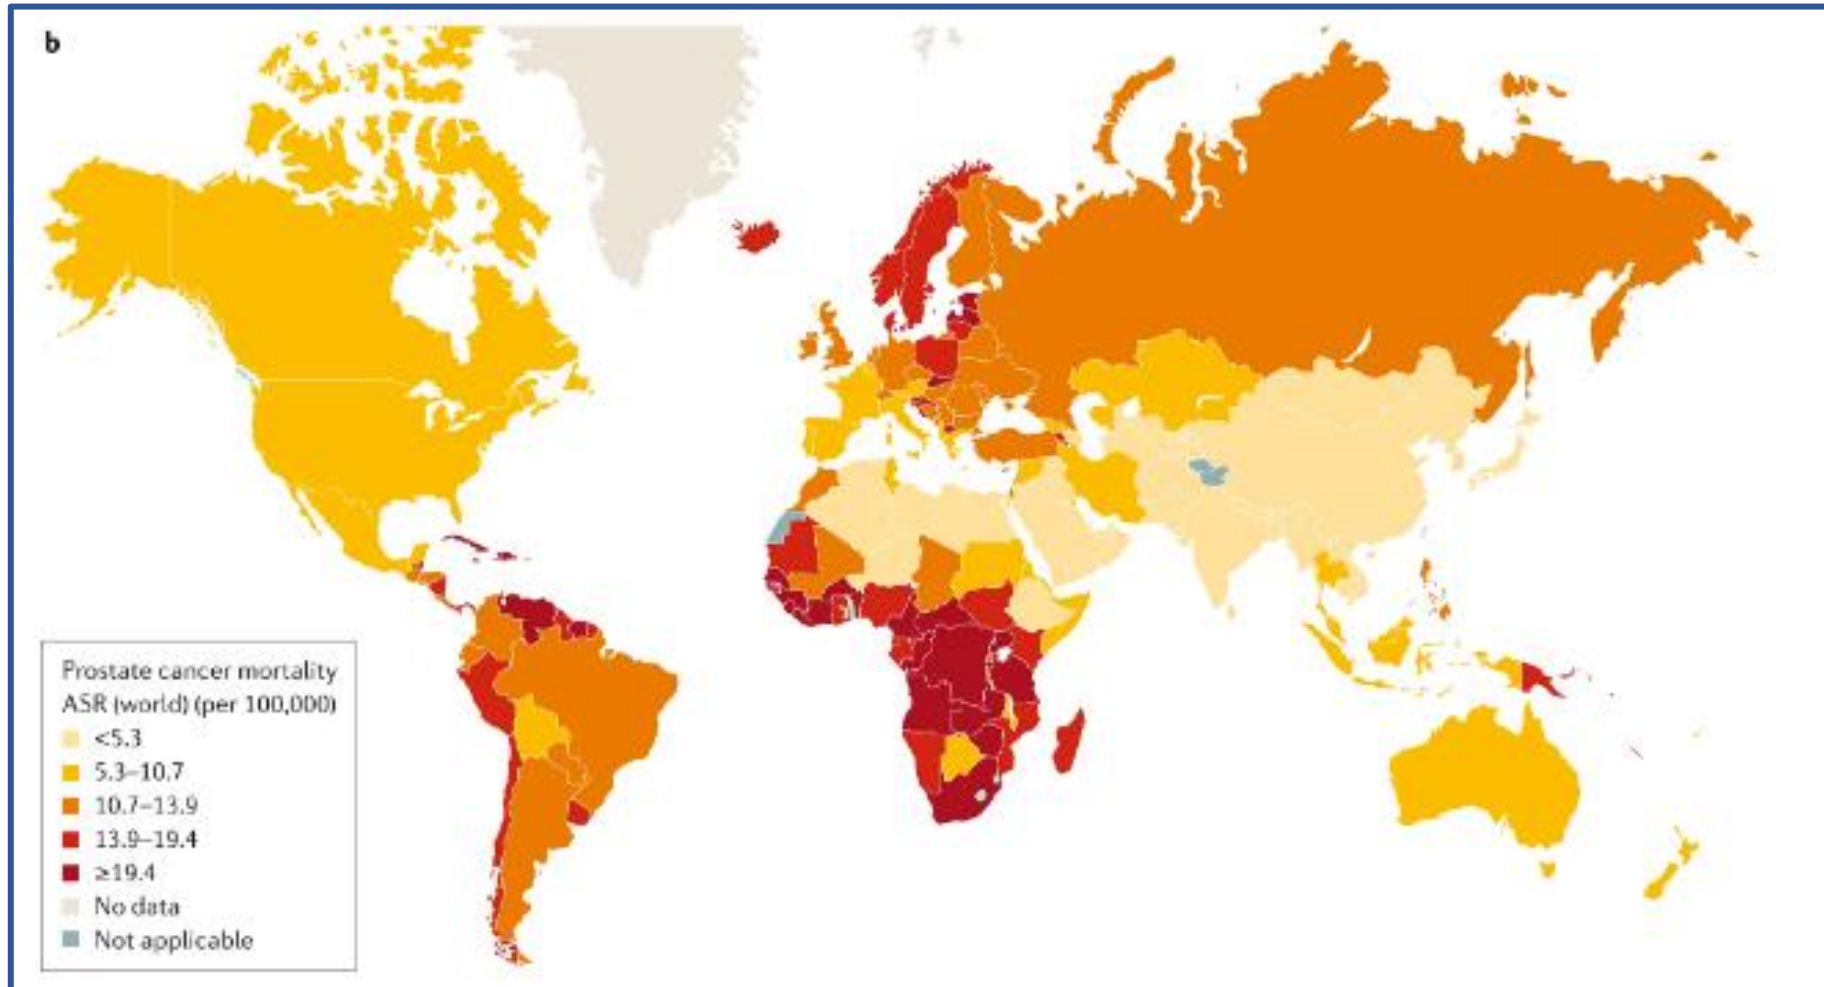 b
Prostate cancer mortality
ASR (world) (per 100,000)
<5.3
5.3–10.7
10.7–13.9
13.9–19.4
≥19.4
No data
Not applicable